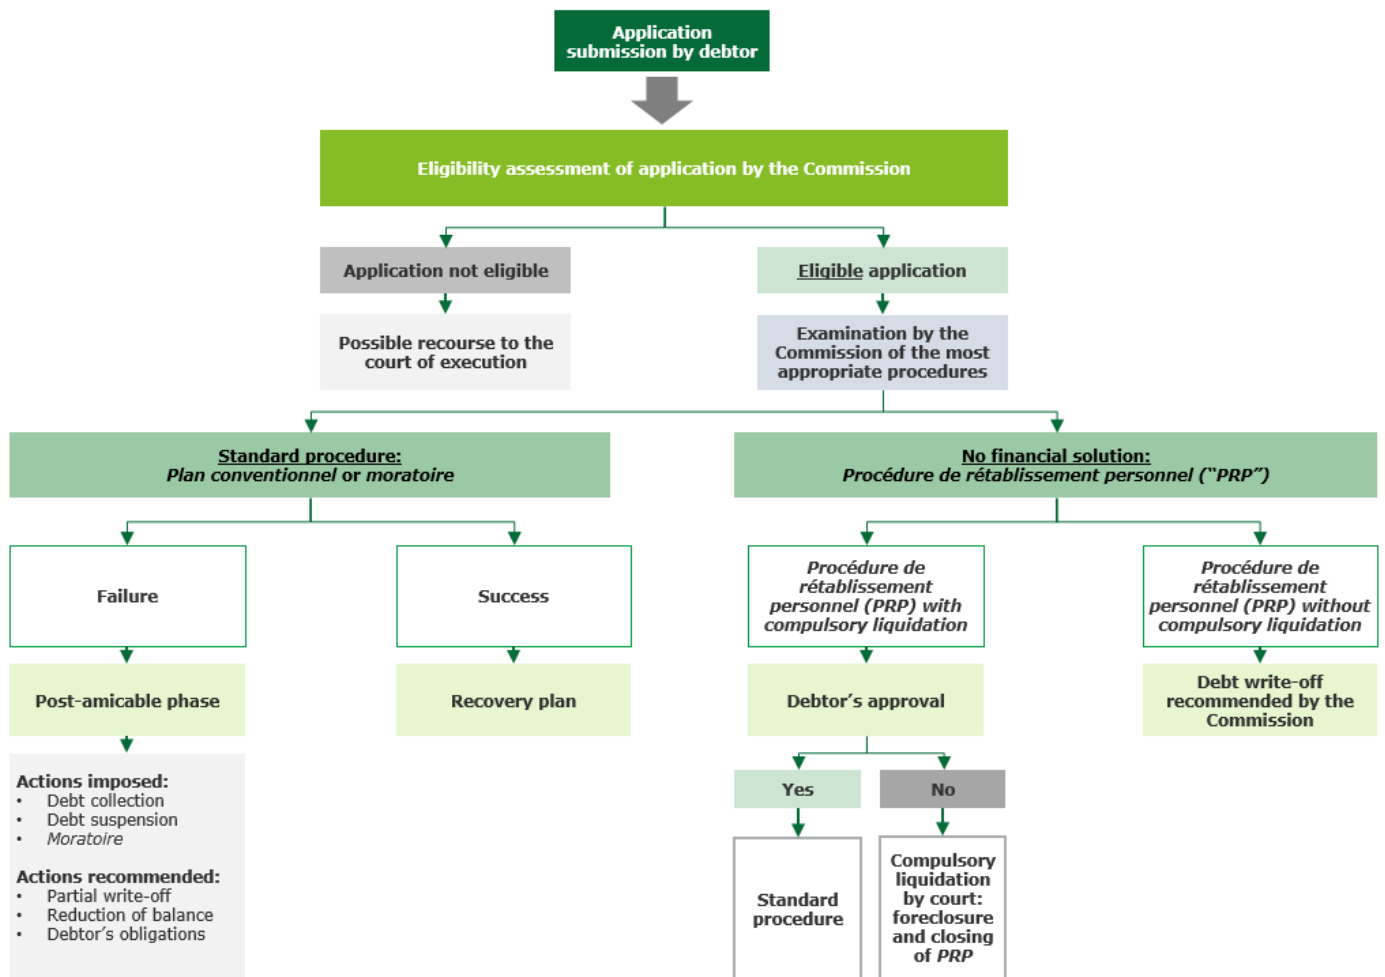 Application
submission by debtor
Eligibility assessment of application by the Commission
Application not eligible
Eligible application
Possible recourse to the
court of execution
Examination by the
Commission of the most
appropriate procedures
Standard procedure:
Plan conventionnel or moratoire
No financial solution:
Procédure de rétablissement personnel (“PRP”)
Failure
Success
Procédure de
rétablissement
personnel (PRP) with
compulsory liquidation
Procédure de
rétablissement
personnel (PRP) without
compulsory liquidation
Post-amicable phase
Recovery plan
Debtor’s approval
Debt write-off
recommended by the
Commission
Actions imposed:
• Debt collection
• Debt suspension
• Moratoire
Actions recommended:
• Partial write-off
• Reduction of balance
• Debtor’s obligations
Yes
No
Standard
procedure
Compulsory
liquidation
by court:
foreclosure
and closing
of PRP